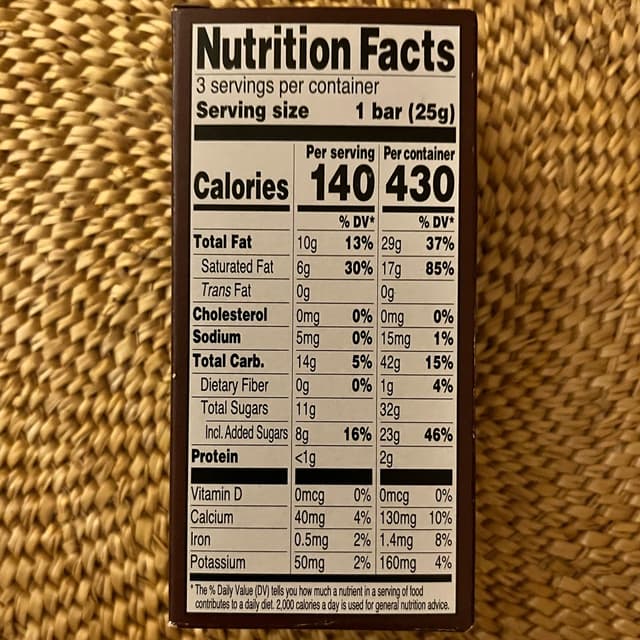 Nutrition Facts
3 servings per container
Serving size 1 bar (25g)
Per serving Per container
Calories 140 430
% DV* % DV*
Total Fat 10g 13% 29g 37%
Saturated Fat 6g 30% 17g 85%
Trans Fat 0g 0g
Cholesterol 0mg 0% 0mg 0%
Sodium 5mg 0% 15mg 1%
Total Carb. 14g 5% 42g 15%
Dietary Fiber 0g 0% 1g 4%
Total Sugars 11g 32g
Incl. Added Sugars 8g 16% 23g 46%
Protein <1g 2g
Vitamin D 0mcg 0% 0mcg 0%
Calcium 40mg 4% 130mg 10%
Iron 0.5mg 2% 1.4mg 8%
Potassium 50mg 2% 160mg 4%
* The % Daily Value (DV) tells you how much a nutrient in a serving of food
contributes to a daily diet. 2,000 calories a day is used for general nutrition advice.